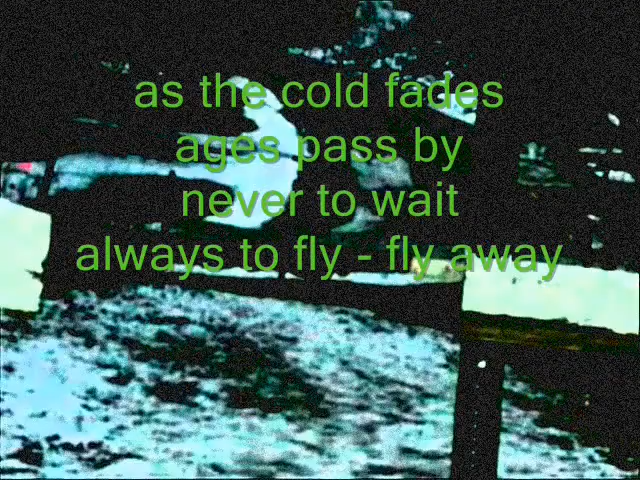 as the cold fades
ages pass by
never to wait
always to fly - fly away